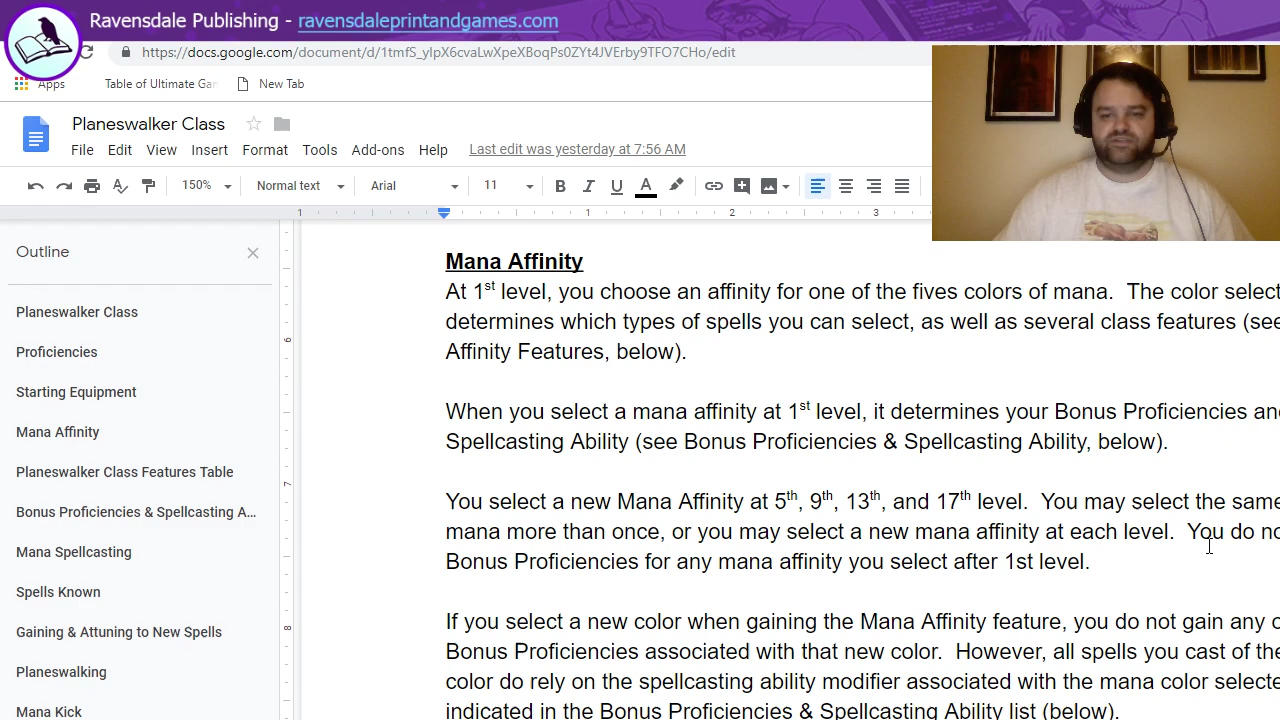 Ravensdale Publishing - ravensdaleprintandgames.com
https://docs.google.com/document/d/1tmfS_yIpX6cvaLwXpeXBoqPs0ZYt4JVErby9TFO7CHo/edit
Apps Table of Ultimate Gar New Tab
Planeswalker Class
File Edit View Insert Format Tools Add-ons Help Last edit was yesterday at 7:56 AM
150% Normal text Arial 11 B I U A
1 1 2 3
Outline
Planeswalker Class
Proficiencies
Starting Equipment
Mana Affinity
Planeswalker Class Features Table
Bonus Proficiencies & Spellcasting A...
Mana Spellcasting
Spells Known
Gaining & Attuning to New Spells
Planeswalking
Mana Kick
6
7
8
Mana Affinity
At 1st level, you choose an affinity for one of the fives colors of mana. The color select
determines which types of spells you can select, as well as several class features (see
Affinity Features, below).
When you select a mana affinity at 1st level, it determines your Bonus Proficiencies an
Spellcasting Ability (see Bonus Proficiencies & Spellcasting Ability, below).
You select a new Mana Affinity at 5th, 9th, 13th, and 17th level. You may select the same
mana more than once, or you may select a new mana affinity at each level. You do no
Bonus Proficiencies for any mana affinity you select after 1st level.
If you select a new color when gaining the Mana Affinity feature, you do not gain any o
Bonus Proficiencies associated with that new color. However, all spells you cast of the
color do rely on the spellcasting ability modifier associated with the mana color selecte
indicated in the Bonus Proficiencies & Spellcasting Ability list (below).